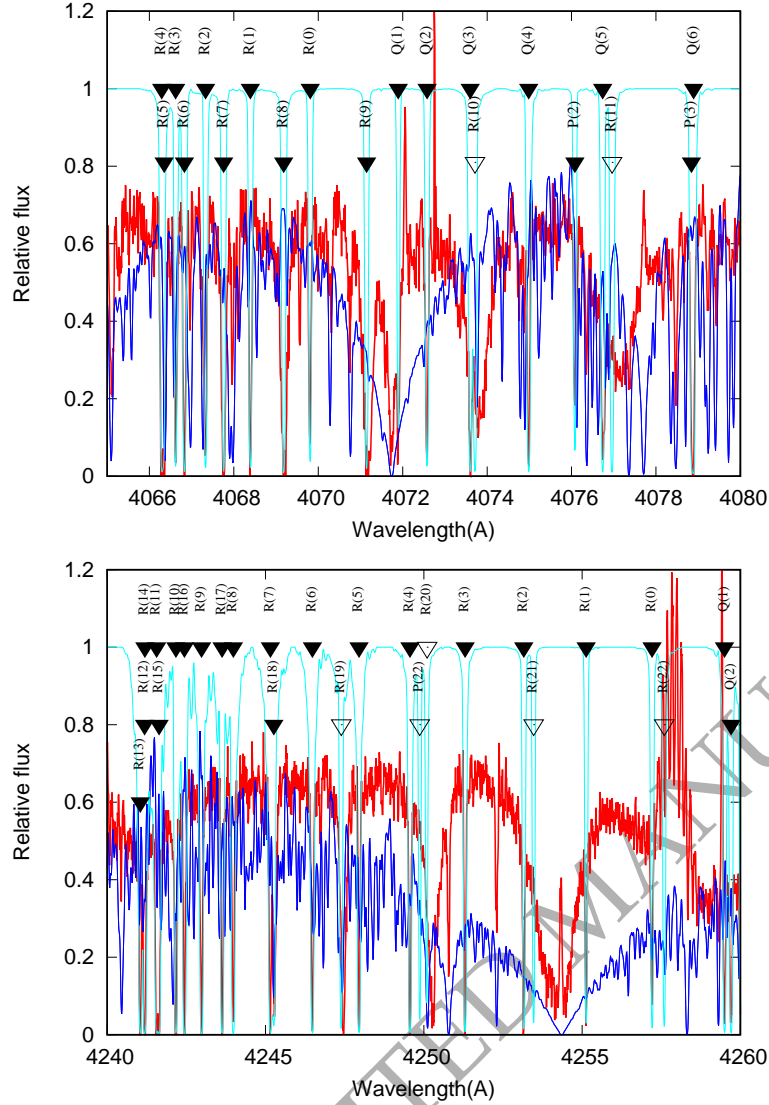 R(4) R(3) R(2) R(1) R(0) Q(1) Q(2) Q(3) Q(4) Q(5) Q(6)
R(5) R(6) R(7) R(8) R(9) R(10) P(2) R(11) P(3)
1.2
1
0.8
0.6
0.4
0.2
0
Relative flux
4066 4068 4070 4072 4074 4076 4078 4080
Wavelength(A)
R(14) R(11) R(10) R(16) R(9) R(17) R(8) R(7) R(6) R(5) R(4) R(20) R(3) R(2) R(1) R(0) Q(1)
R(12) R(15) R(18) R(19) P(22) R(21) R(22) Q(2)
R(13)
1.2
1
0.8
0.6
0.4
0.2
0
Relative flux
4240 4245 4250 4255 4260
Wavelength(A)
TED MANU